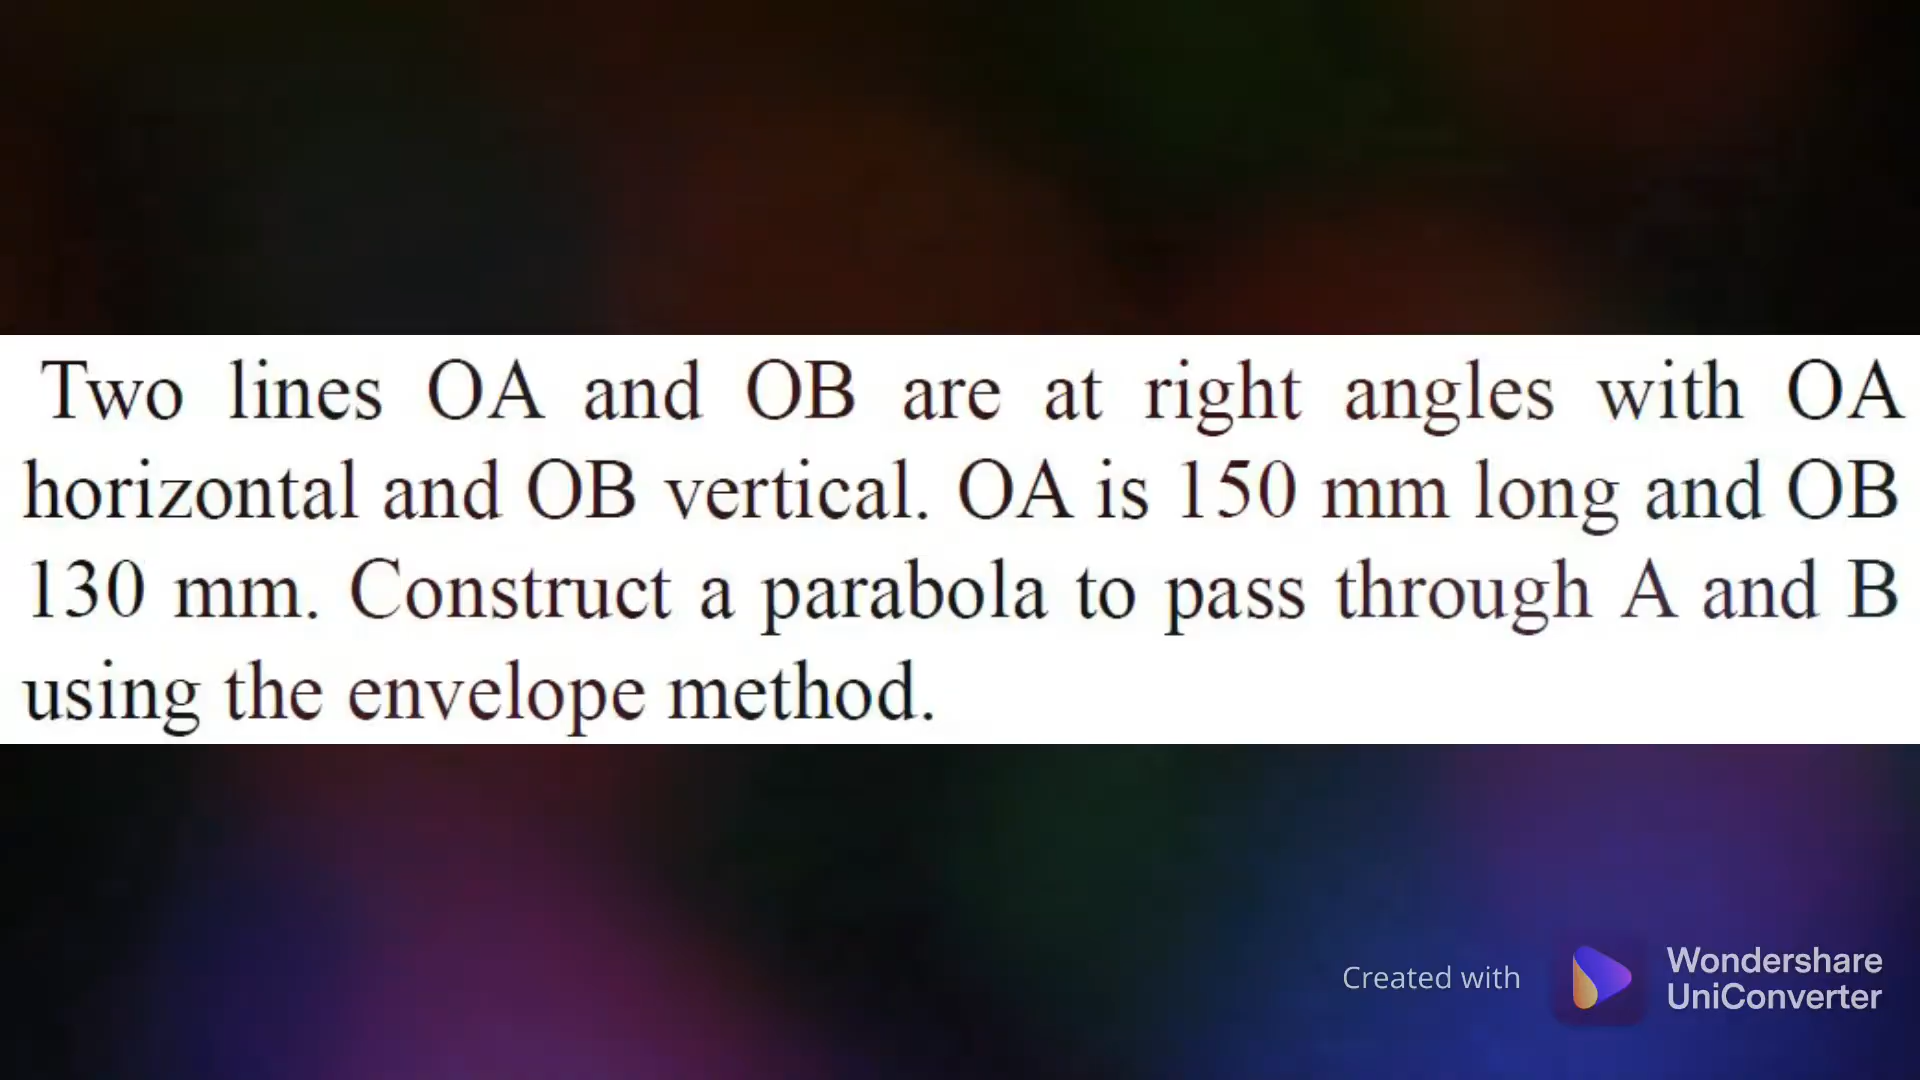 Two lines OA and OB are at right angles with OA
horizontal and OB vertical. OA is 150 mm long and OB
130 mm. Construct a parabola to pass through A and B
using the envelope method.
Created with
Wondershare
UniConverter